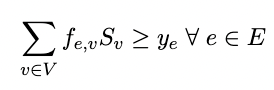 ∑_{v∈V} f_{e,v} S_v ≥ y_e ∀ e ∈ E